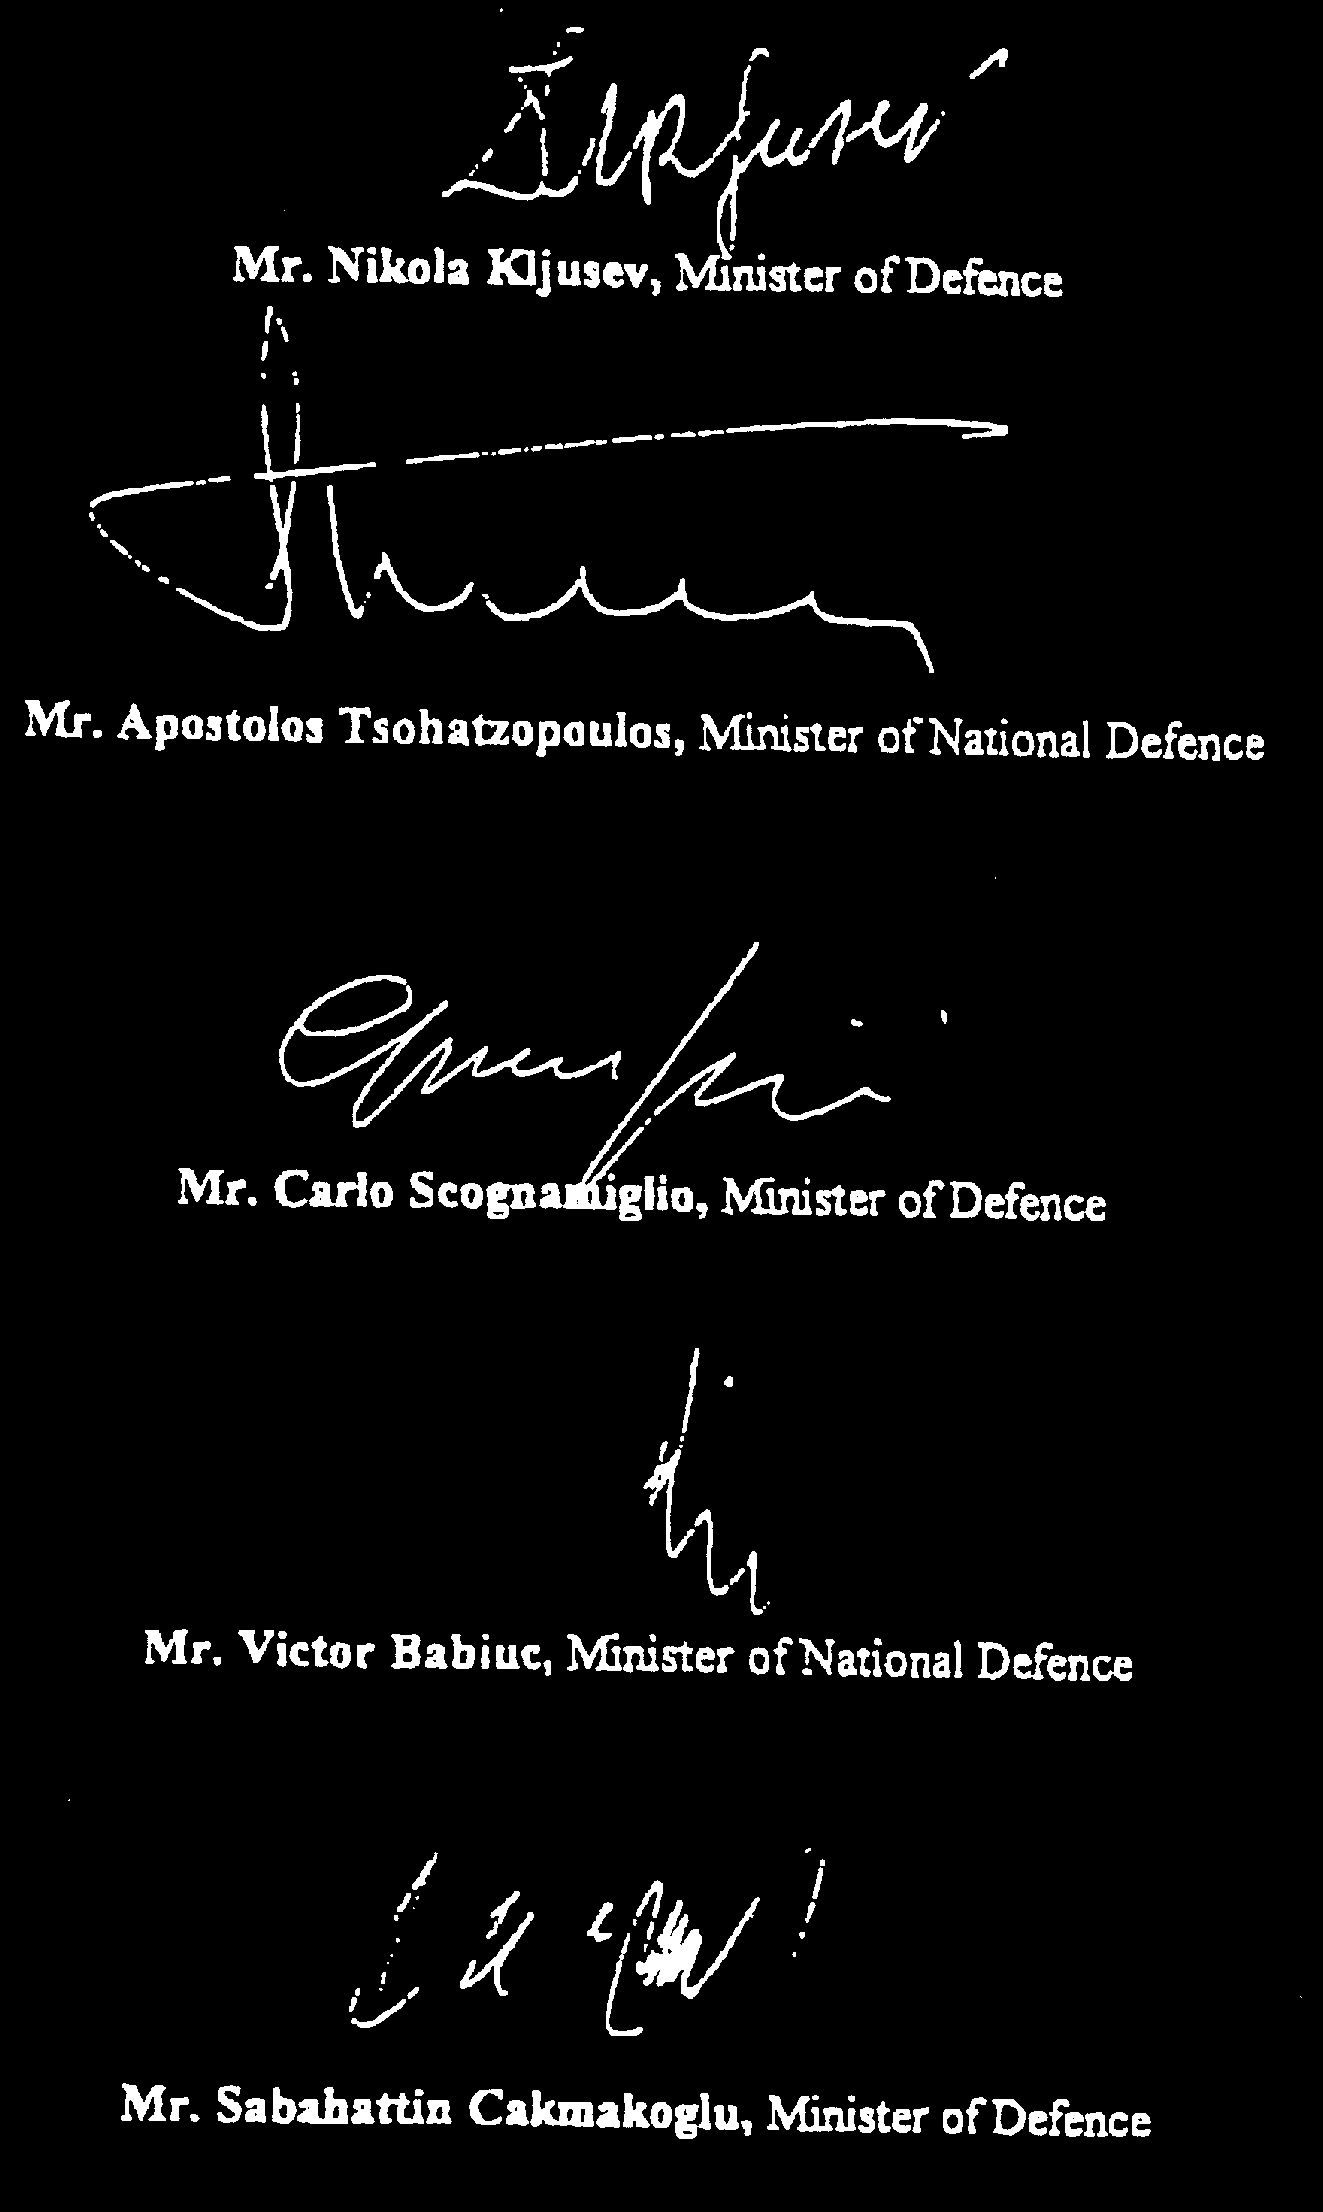 Mr. Nikola Kljusev, Minister of Defence
Mr. Apostolos Tsohatzopoulos, Minister of National Defence
Mr. Carlo Scognamiglio, Minister of Defence
Mr. Victor Babiuc, Minister of National Defence
Mr. Sabahattin Cakmakoglu, Minister of Defence